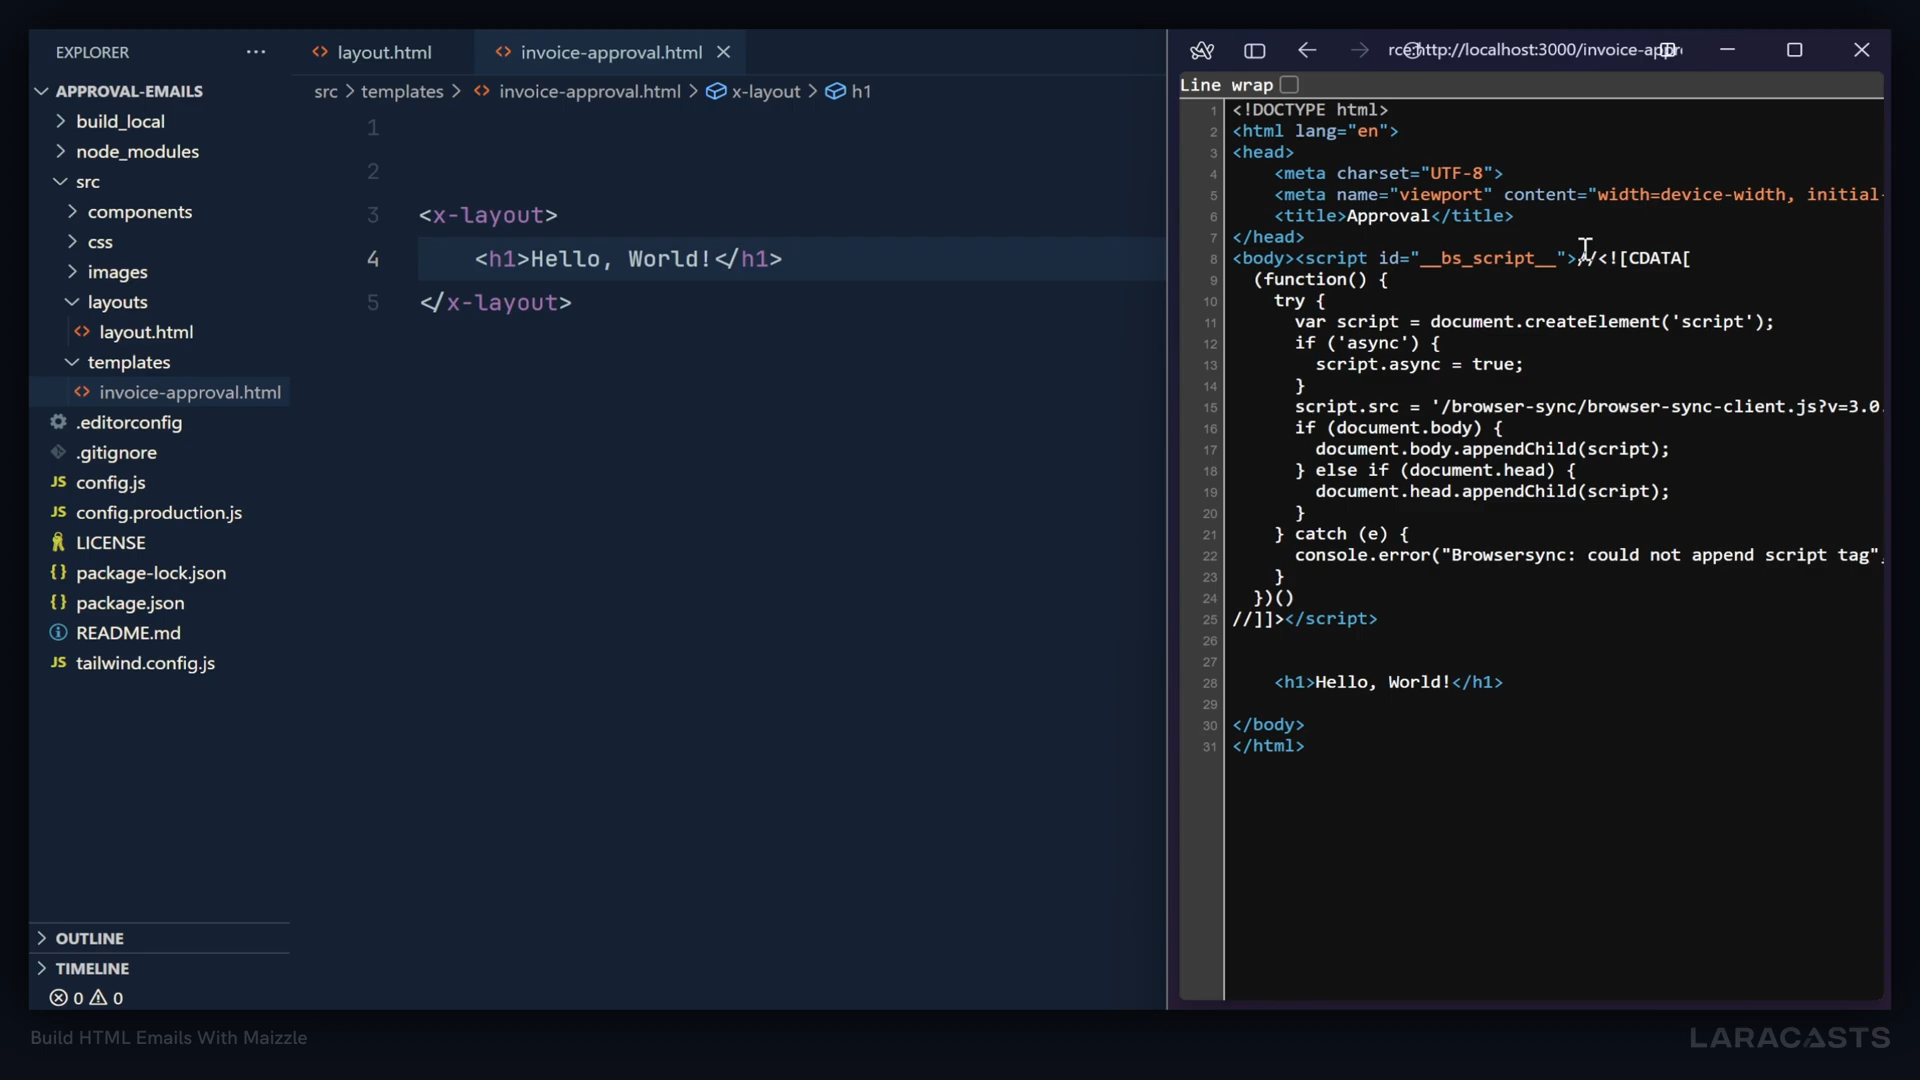 EXPLORER
APPROVAL-EMAILS
build_local
node_modules
src
components
css
images
layouts
layout.html
templates
invoice-approval.html
.editorconfig
.gitignore
JS config.js
JS config.production.js
LICENSE
{} package-lock.json
{} package.json
README.md
JS tailwind.config.js
OUTLINE
TIMELINE
0 0
layout.html
invoice-approval.html
src > templates > invoice-approval.html > x-layout > h1
1
2
3 <x-layout>
4 <h1>Hello, World!</h1>
5 </x-layout>
rce:http://localhost:3000/invoice-appr
Line wrap
1 <!DOCTYPE html>
2 <html lang="en">
3 <head>
4 <meta charset="UTF-8">
5 <meta name="viewport" content="width=device-width, initial-
6 <title>Approval</title>
7 </head>
8 <body><script id="__bs_script__">//<![CDATA[
9 (function() {
10 try {
11 var script = document.createElement('script');
12 if ('async') {
13 script.async = true;
14 }
15 script.src = '/browser-sync/browser-sync-client.js?v=3.0.
16 if (document.body) {
17 document.body.appendChild(script);
18 } else if (document.head) {
19 document.head.appendChild(script);
20 }
21 } catch (e) {
22 console.error("Browsersync: could not append script tag",
23 }
24 })()
25 //]]></script>
26
27
28 <h1>Hello, World!</h1>
29
30 </body>
31 </html>
Build HTML Emails With Maizzle
LARACASTS